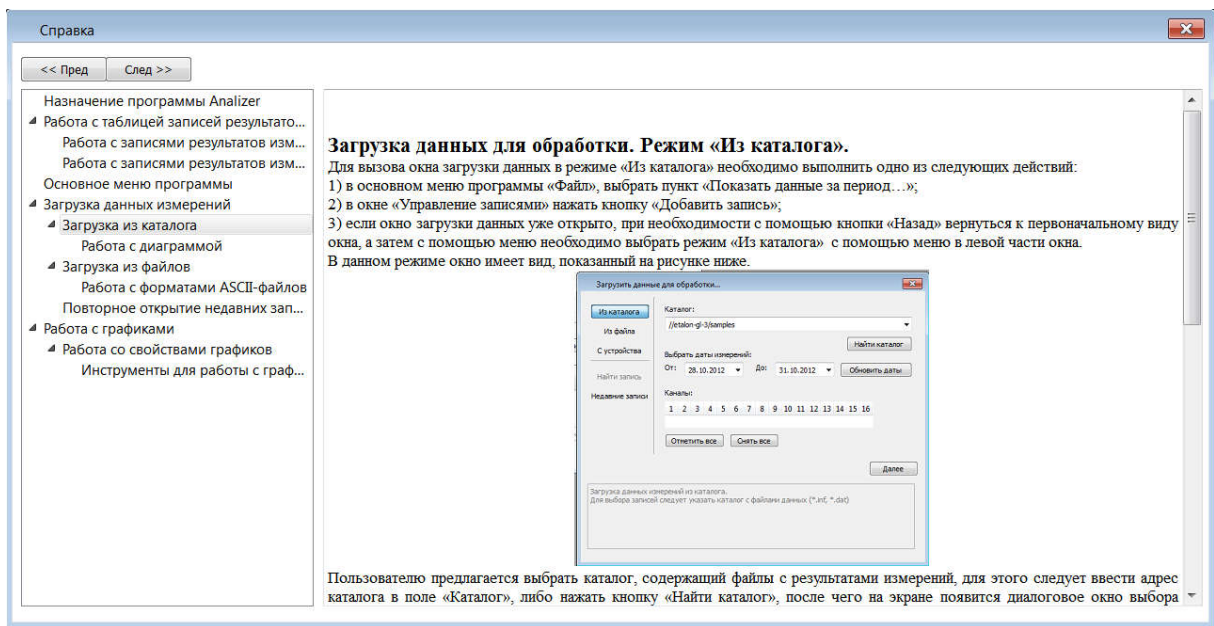 Справка
<< Пред
След >>
Назначение программы Analizer
Работа с таблицей записей результато...
Работа с записями результатов изм...
Работа с записями результатов изм...
Основное меню программы
Загрузка данных измерений
Загрузка из каталога
Работа с диаграммой
Загрузка из файлов
Работа с форматами ASCII-файлов
Повторное открытие недавних зап...
Работа с графиками
Работа со свойствами графиков
Инструменты для работы с граф...
Загрузка данных для обработки. Режим «Из каталога».
Для вызова окна загрузки данных в режиме «Из каталога» необходимо выполнить одно из следующих действий:
1) в основном меню программы «Файл», выбрать пункт «Показать данные за период…»;
2) в окне «Управление записями» нажать кнопку «Добавить запись»;
3) если окно загрузки данных уже открыто, при необходимости с помощью кнопки «Назад» вернуться к первоначальному виду
окна, а затем с помощью меню необходимо выбрать режим «Из каталога» с помощью меню в левой части окна.
В данном режиме окно имеет вид, показанный на рисунке ниже.
Загрузить данные для обработки...
Из каталога
Из файла
С устройства
Найти запись
Недавние записи
Каталог:
//etalon-gl-3/samples
Найти каталог
Выбрать даты измерений:
От: 28.10.2012 До: 31.10.2012 Обновить даты
Каналы:
1 2 3 4 5 6 7 8 9 10 11 12 13 14 15 16
Отметить все Снять все
Далее
Загрузка данных измерений из каталога.
Для выбора записей следует указать каталог с файлами данных (*.inf, *.dat)
Пользователю предлагается выбрать каталог, содержащий файлы с результатами измерений, для этого следует ввести адрес
каталога в поле «Каталог», либо нажать кнопку «Найти каталог», после чего на экране появится диалоговое окно выбора